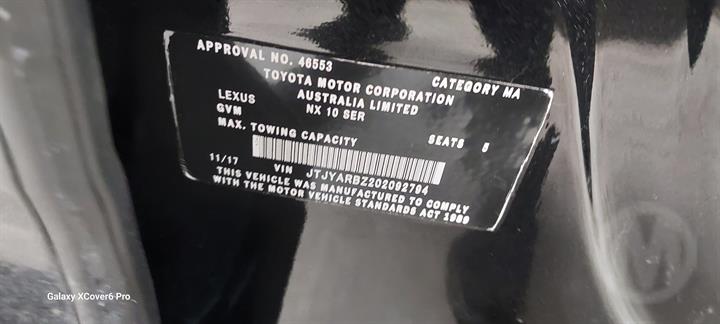 APPROVAL NO. 46553 CATEGORY MA
TOYOTA MOTOR CORPORATION
AUSTRALIA LIMITED
LEXUS NX 10 SER
GVM
MAX. TOWING CAPACITY SEATS 5
11/17 VIN JTJYARBZ202092794
THIS VEHICLE WAS MANUFACTURED TO COMPLY
WITH THE MOTOR VEHICLE STANDARDS ACT 1989
Galaxy XCover6 Pro